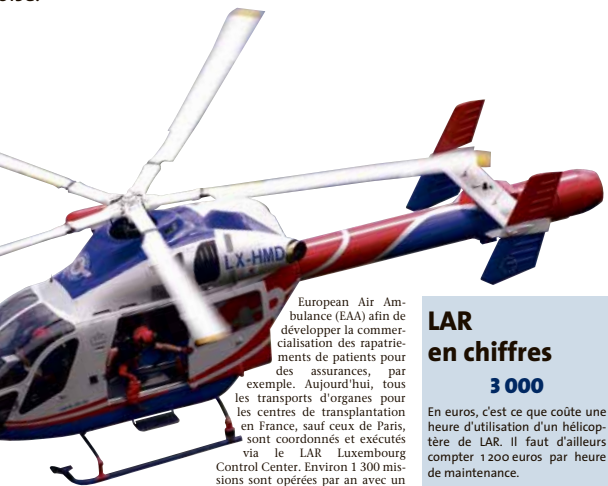 LX-HMD
European Air Am-
bulance (EAA) afin de
développer la commer-
cialisation des rapatrie-
ments de patients pour
des assurances, par
exemple. Aujourd'hui, tous
les transports d'organes pour
les centres de transplantation
en France, sauf ceux de Paris,
sont coordonnés et exécutés
via le LAR Luxembourg
Control Center. Environ 1 300 mis-
sions sont opérées par an avec un
LAR
en chiffres
3 000
En euros, c'est ce que coûte une
heure d'utilisation d'un hélicop-
tère de LAR. Il faut d'ailleurs
compter 1 200 euros par heure
de maintenance.